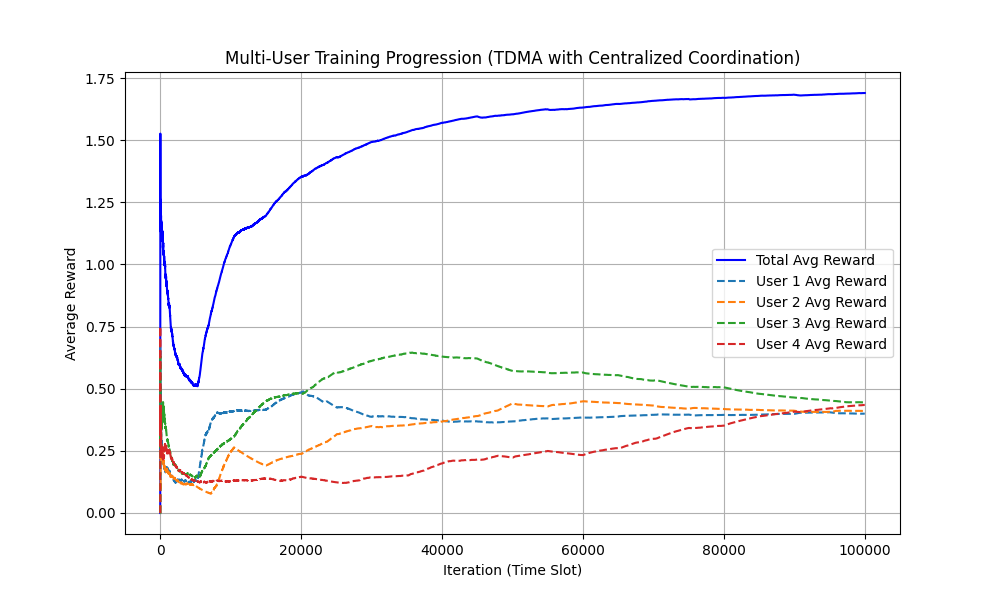 Multi-User Training Progression (TDMA with Centralized Coordination)
Average Reward
1.75
1.50
1.25
1.00
0.75
0.50
0.25
0.00
Total Avg Reward
User 1 Avg Reward
User 2 Avg Reward
User 3 Avg Reward
User 4 Avg Reward
0 20000 40000 60000 80000 100000
Iteration (Time Slot)